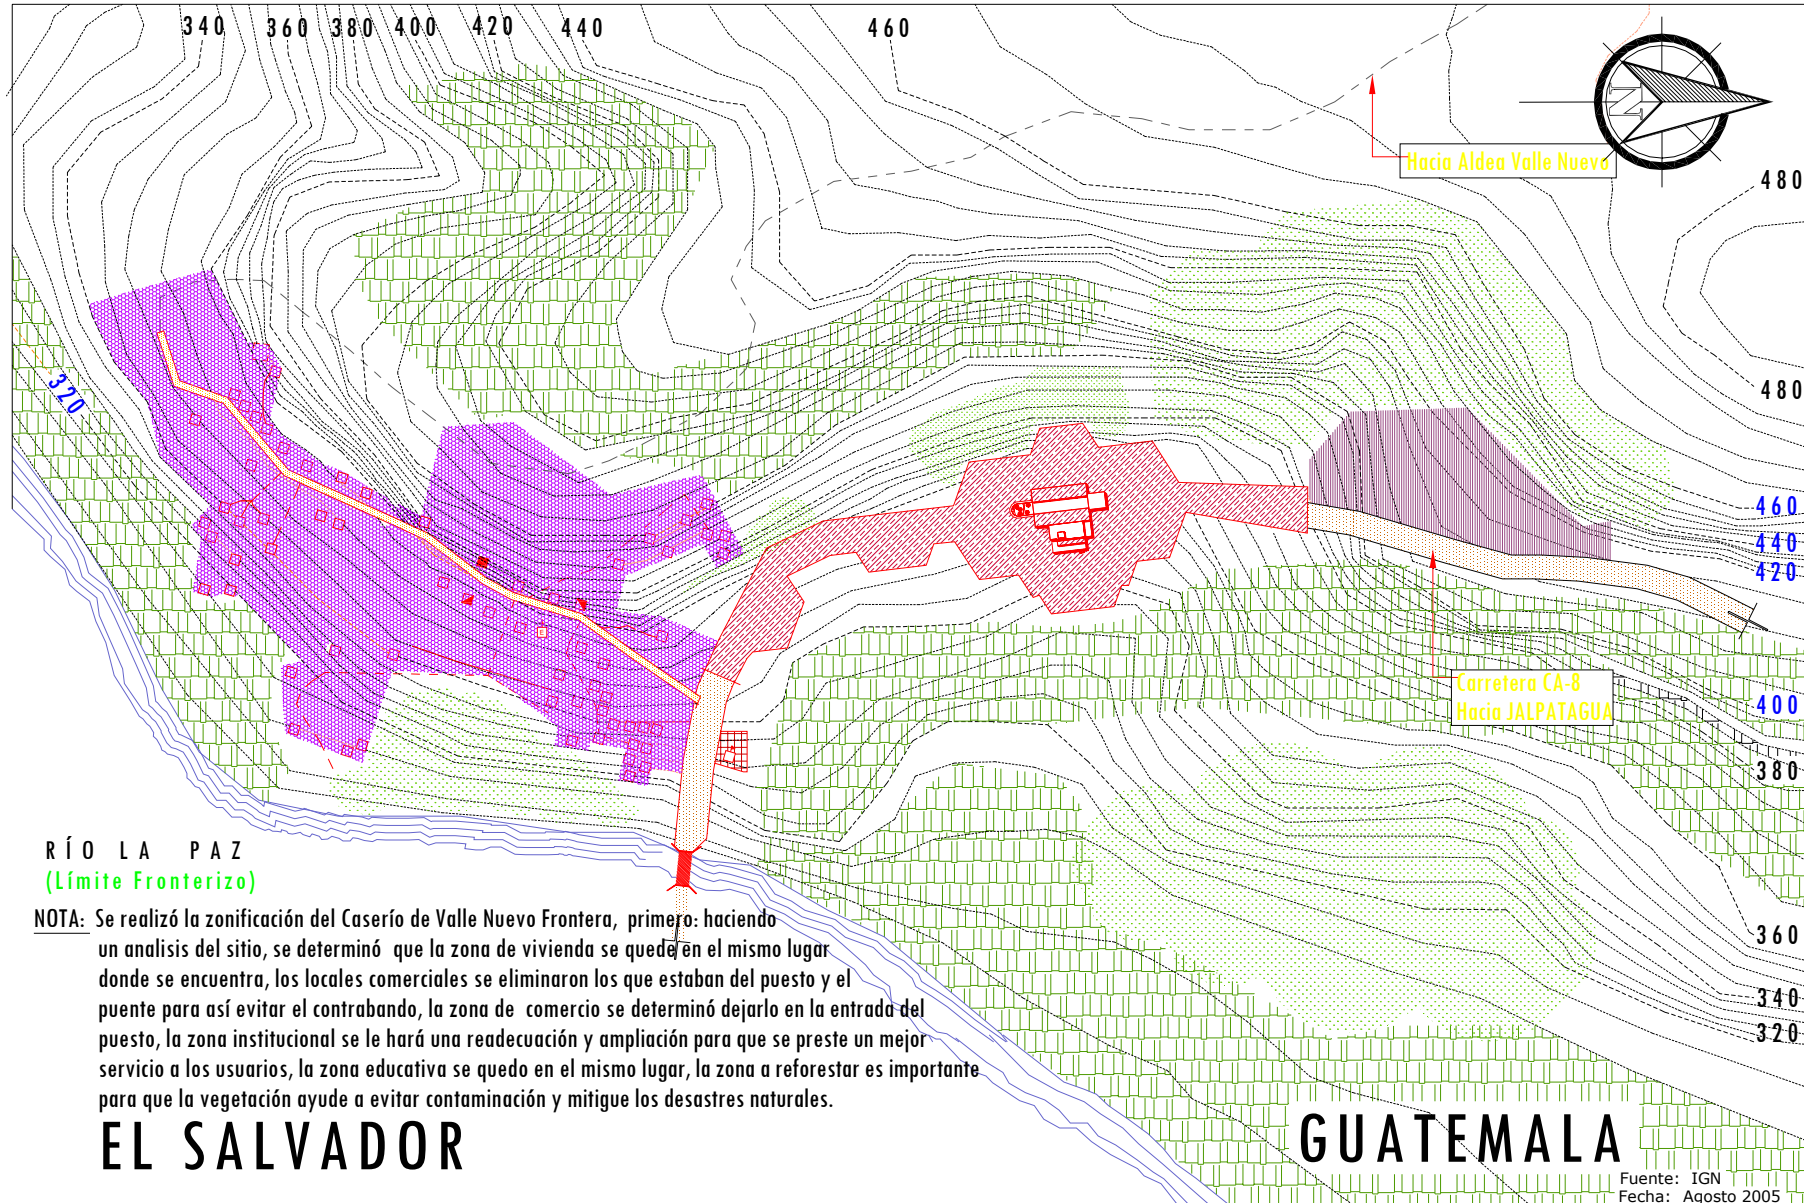 340 360 380 400 420 440 460
N
Hacia Aldea Valle Nuevo
480
480
320
460
440
420
E
Carretera CA-8
Hacia JALPATAGUA
400
380
RÍO LA PAZ
(Límite Fronterizo)
NOTA: Se realizó la zonificación del Caserío de Valle Nuevo Frontera, primero: haciendo
un analisis del sitio, se determinó que la zona de vivienda se quede en el mismo lugar
donde se encuentra, los locales comerciales se eliminaron los que estaban del puesto y el
puente para así evitar el contrabando, la zona de comercio se determinó dejarlo en la entrada del
puesto, la zona institucional se le hará una readecuación y ampliación para que se preste un mejor
servicio a los usuarios, la zona educativa se quedo en el mismo lugar, la zona a reforestar es importante
para que la vegetación ayude a evitar contaminación y mitigue los desastres naturales.
360
340
320
EL SALVADOR
GUATEMALA
Fuente: IGN
Fecha: Agosto 2005